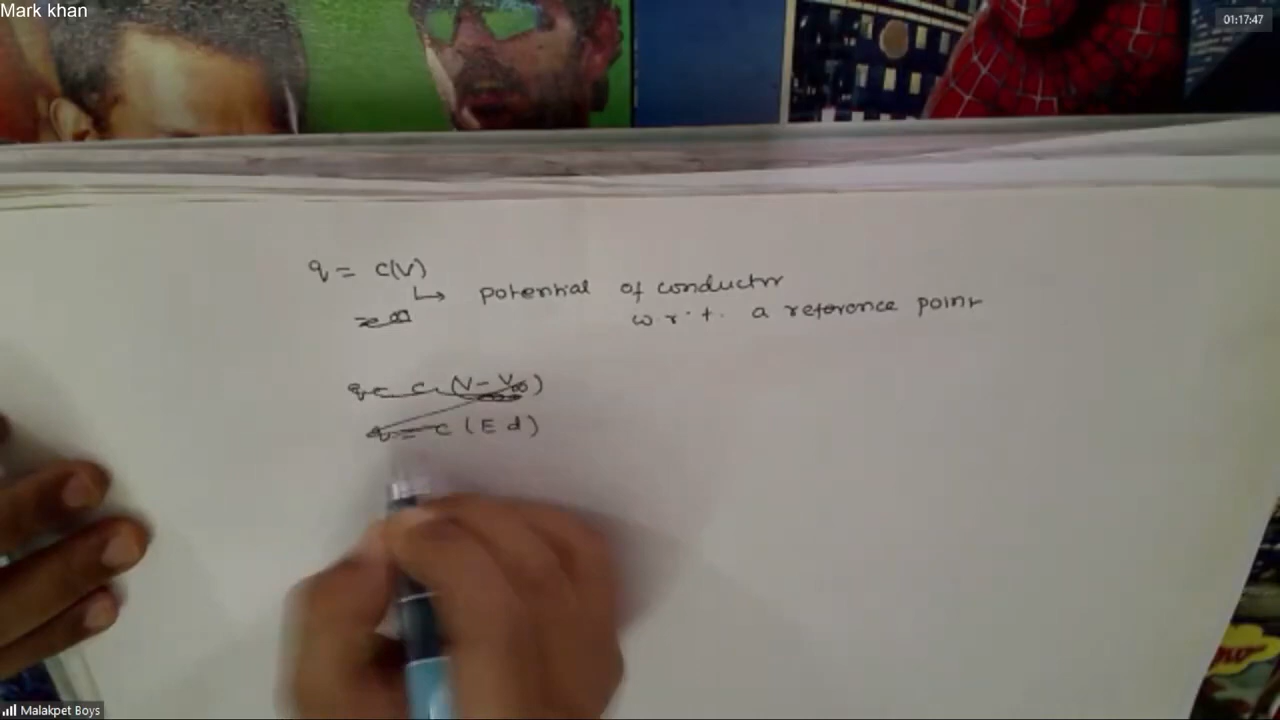 Mark khan
01:17:47
q = c(V)
↳ potential of conductor
w.r.t. a reference point
q = c (V - V∞)
q = c (E d)
Malakpet Boys